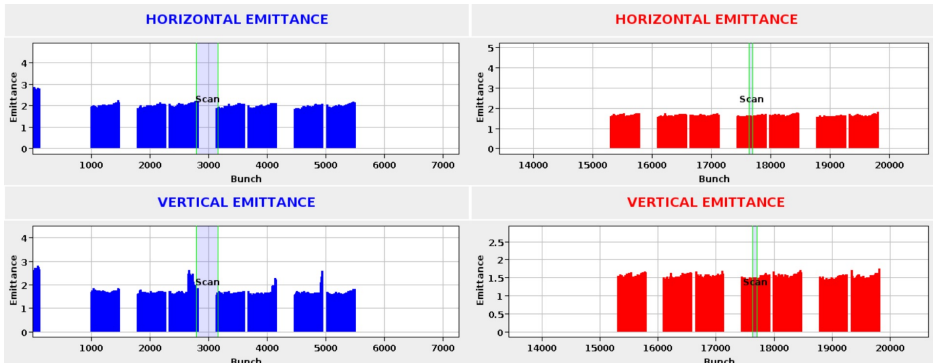 HORIZONTAL EMITTANCE
HORIZONTAL EMITTANCE
Emittance
4
3
2
1
0
Scan
1000 2000 3000 4000 5000 6000 7000
Bunch
Emittance
5
4
3
2
1
0
Scan
14000 15000 16000 17000 18000 19000 20000
Bunch
VERTICAL EMITTANCE
VERTICAL EMITTANCE
Emittance
4
3
2
1
0
Scan
1000 2000 3000 4000 5000 6000 7000
Bunch
Emittance
2.5
2
1.5
1
0.5
0
Scan
14000 15000 16000 17000 18000 19000 20000
Bunch